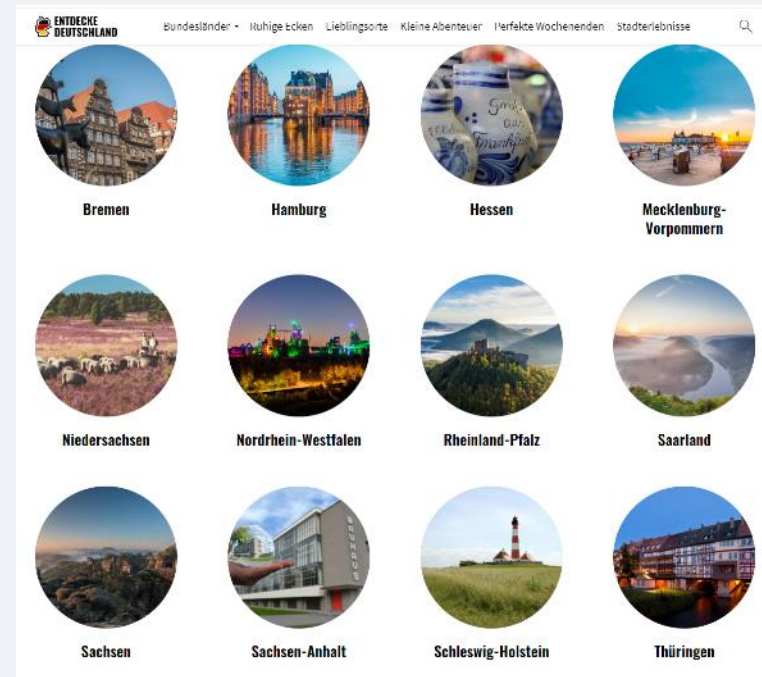 ENTDECKE
DEUTSCHLAND
Bundesländer Ruhige Ecken Lieblingsorte Kleine Abenteuer Perfekte Wochenenden Stadterlebnisse
Bremen Hamburg Hessen Mecklenburg-
Vorpommern
Niedersachsen Nordrhein-Westfalen Rheinland-Pfalz Saarland
BAUHAUS
Sachsen Sachsen-Anhalt Schleswig-Holstein Thüringen